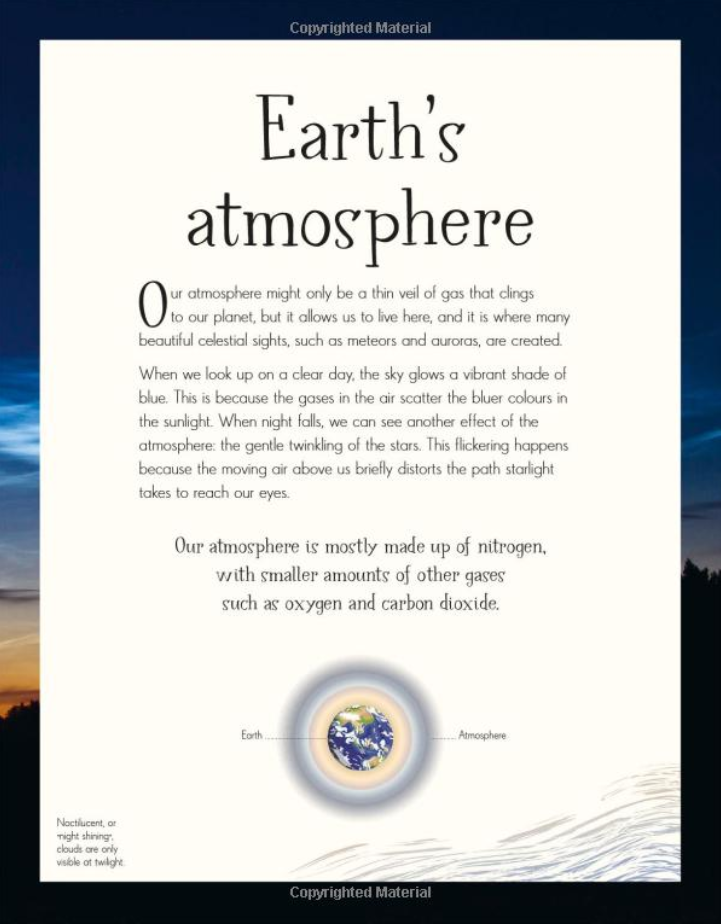 Copyrighted Material
Earth's
atmosphere
Our atmosphere might only be a thin veil of gas that clings
to our planet, but it allows us to live here, and it is where many
beautiful celestial sights, such as meteors and auroras, are created.
When we look up on a clear day, the sky glows a vibrant shade of
blue. This is because the gases in the air scatter the bluer colours in
the sunlight. When night falls, we can see another effect of the
atmosphere: the gentle twinkling of the stars. This flickering happens
because the moving air above us briefly distorts the path starlight
takes to reach our eyes.
Our atmosphere is mostly made up of nitrogen,
with smaller amounts of other gases
such as oxygen and carbon dioxide.
Earth
Atmosphere
Noctilucent, or
"night shining",
clouds are only
visible at twilight.
Copyrighted Material